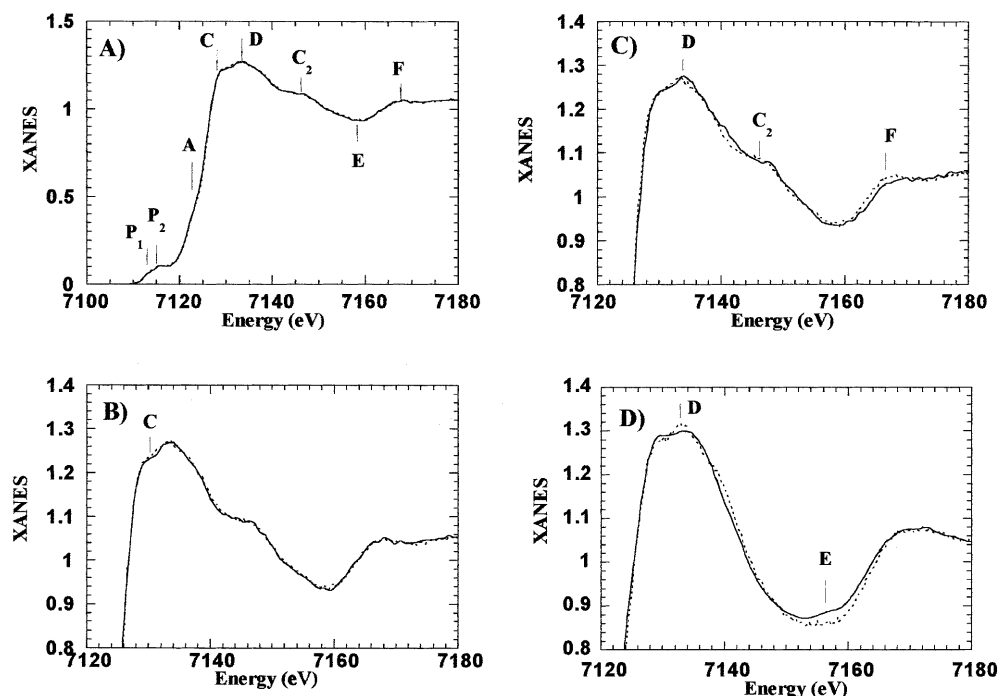 A)
XANES
1.5
1
0.5
0
P1
P2
A
C
D
C2
E
F
7100
7120
7140
7160
7180
Energy (eV)
C)
XANES
1.4
1.3
1.2
1.1
1
0.9
0.8
D
C2
F
7120
7140
7160
7180
Energy (eV)
B)
XANES
1.4
1.3
1.2
1.1
1
0.9
0.8
C
7120
7140
7160
7180
Energy (eV)
D)
XANES
1.4
1.3
1.2
1.1
1
0.9
0.8
D
E
7120
7140
7160
7180
Energy (eV)